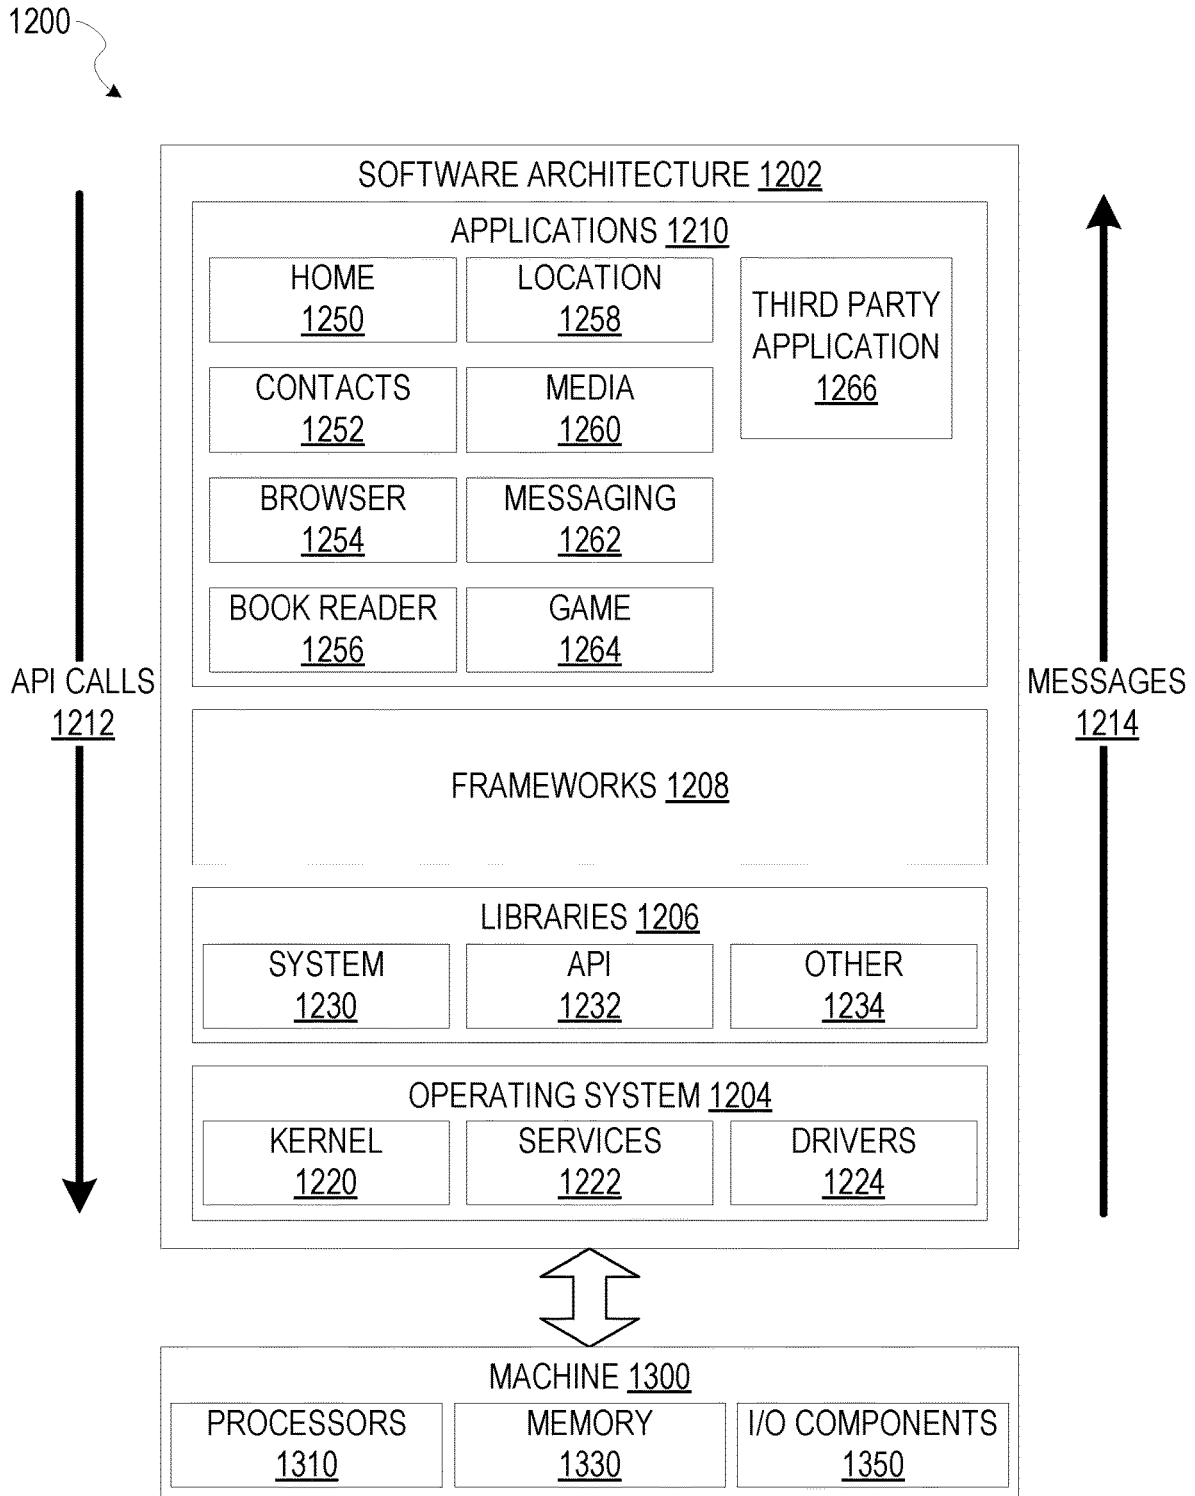 1200
SOFTWARE ARCHITECTURE 1202
APPLICATIONS 1210
HOME
1250
LOCATION
1258
THIRD PARTY
APPLICATION
1266
CONTACTS
1252
MEDIA
1260
BROWSER
1254
MESSAGING
1262
BOOK READER
1256
GAME
1264
API CALLS
1212
MESSAGES
1214
FRAMEWORKS 1208
LIBRARIES 1206
SYSTEM
1230
API
1232
OTHER
1234
OPERATING SYSTEM 1204
KERNEL
1220
SERVICES
1222
DRIVERS
1224
MACHINE 1300
PROCESSORS
1310
MEMORY
1330
I/O COMPONENTS
1350